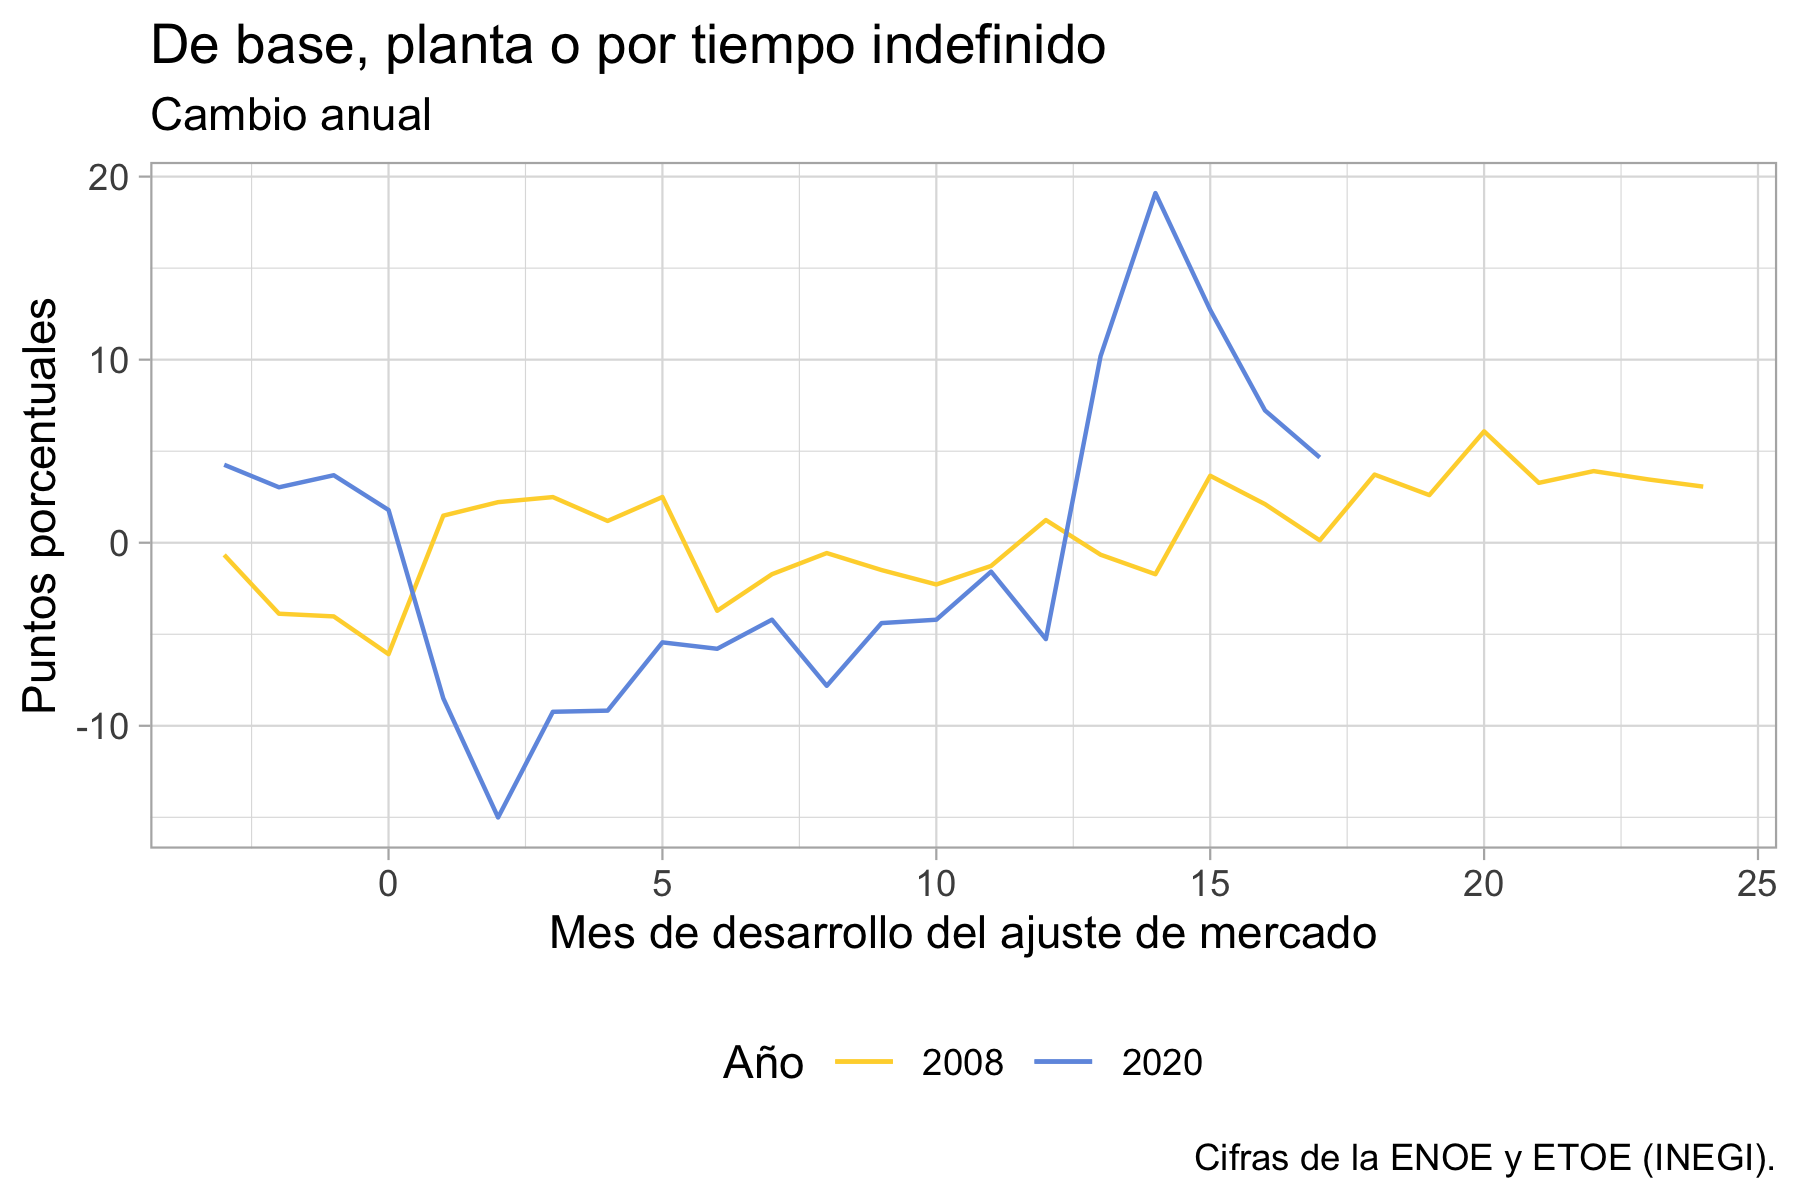 De base, planta o por tiempo indefinido
Cambio anual
20
10
0
-10
Puntos porcentuales
0 5 10 15 20 25
Mes de desarrollo del ajuste de mercado
Año 2008 2020
Cifras de la ENOE y ETOE (INEGI).